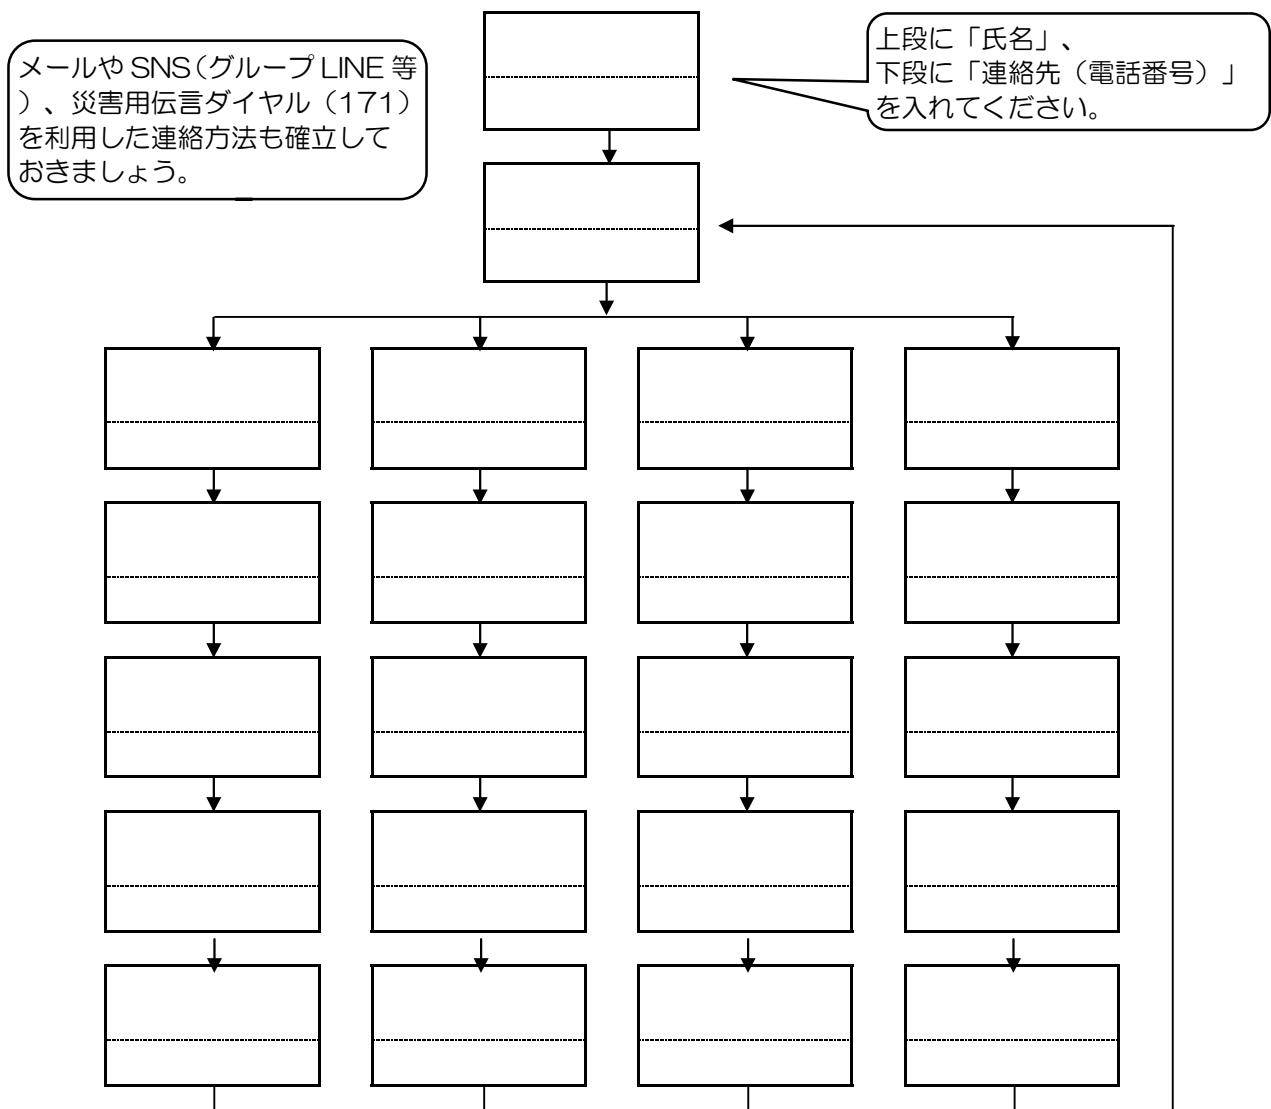 メールや SNS（グループ LINE 等
）、災害用伝言ダイヤル（171）
を利用した連絡方法も確立して
おきましょう。
上段に「氏名」、
下段に「連絡先（電話番号）」
を入れてください。